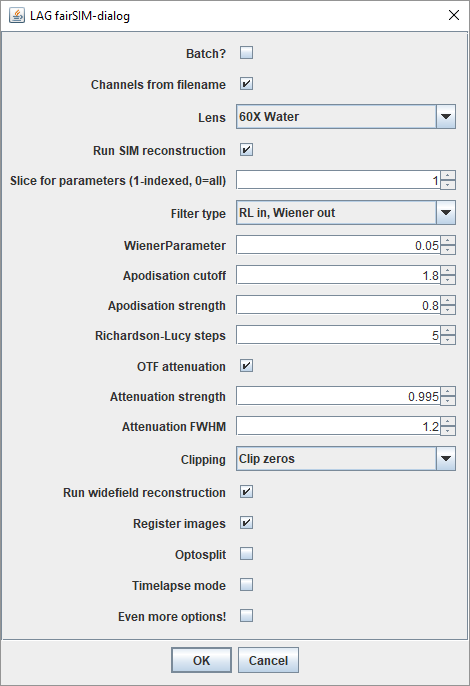 LAG fairSIM-dialog
Batch?
Channels from filename
Lens 60X Water
Run SIM reconstruction
Slice for parameters (1-indexed, 0=all) 1
Filter type RL in, Wiener out
WienerParameter 0.05
Apodisation cutoff 1.8
Apodisation strength 0.8
Richardson-Lucy steps 5
OTF attenuation
Attenuation strength 0.995
Attenuation FWHM 1.2
Clipping Clip zeros
Run widefield reconstruction
Register images
Optosplit
Timelapse mode
Even more options!
OK Cancel